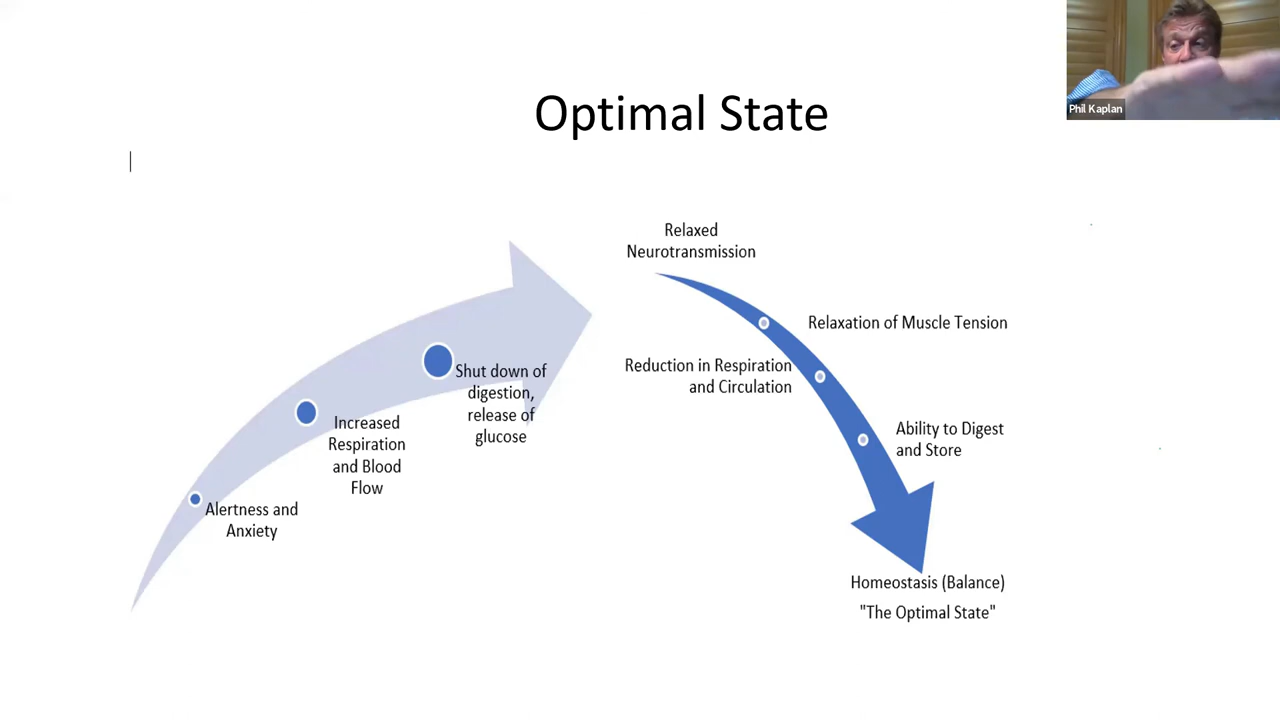 Phil Kaplan
Optimal State
Relaxed
Neurotransmission
Relaxation of Muscle Tension
Reduction in Respiration
and Circulation
Shut down of
digestion,
release of
glucose
Increased
Respiration
and Blood
Flow
Ability to Digest
and Store
Alertness and
Anxiety
Homeostasis (Balance)
"The Optimal State"